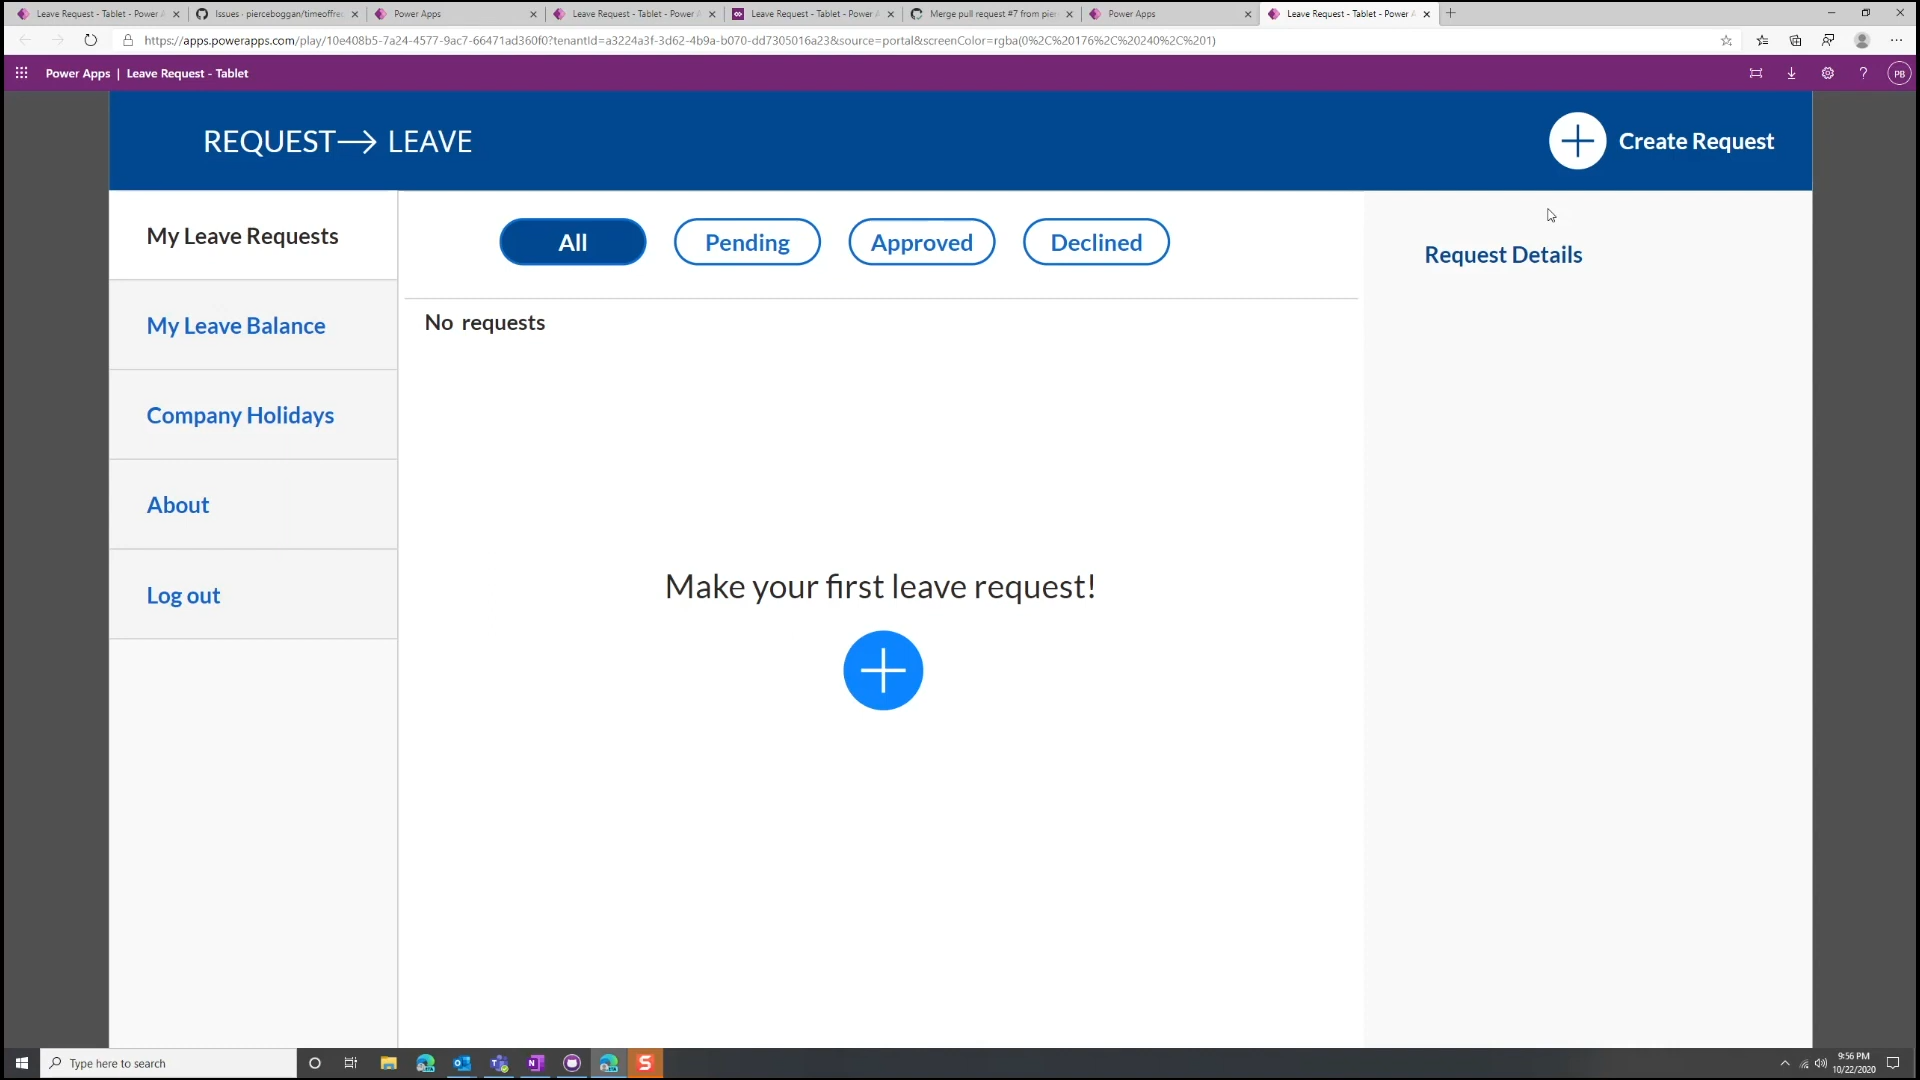 Leave Request - Tablet - Power A
Issues - pierceboggan/timeoffre
Power Apps
Leave Request - Tablet - Power A
Leave Request - Tablet - Power A
Merge pull request #7 from pier
Power Apps
Leave Request - Tablet - Power A
https://apps.powerapps.com/play/10e408b5-7a24-4577-9ac7-66471ad360f0?tenantId=a3224a3f-3d62-4b9a-b070-dd7305016a23&source=portal&screenColor=rgba(0%2C%20176%2C%20240%2C%201)
Power Apps | Leave Request - Tablet
? PB
REQUEST→ LEAVE
Create Request
My Leave Requests
My Leave Balance
Company Holidays
About
Log out
All Pending Approved Declined
No requests
Make your first leave request!
Request Details
Type here to search
9:56 PM
10/22/2020